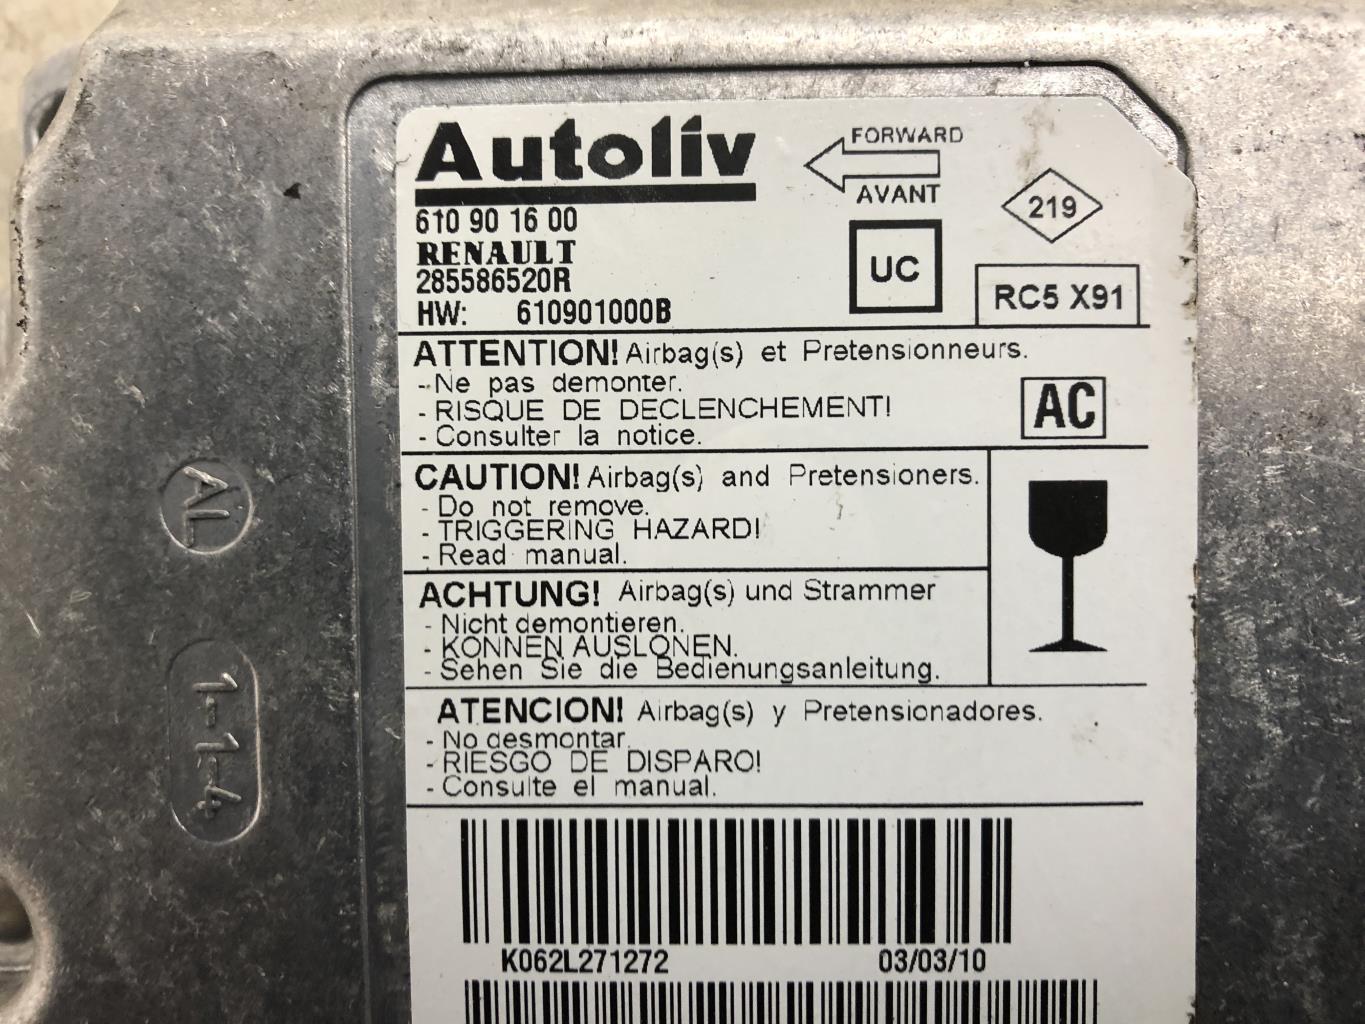 Autoliv
FORWARD
AVANT
219
610 90 16 00
RENAULT
285586520R
HW: 610901000B
UC
RC5 X91
ATTENTION! Airbag(s) et Pretensionneurs.
- Ne pas demonter.
- RISQUE DE DECLENCHEMENT!
- Consulter la notice.
AC
CAUTION! Airbag(s) and Pretensioners.
- Do not remove.
- TRIGGERING HAZARD!
- Read manual.
ACHTUNG! Airbag(s) und Strammer
- Nicht demontieren.
- KONNEN AUSLONEN.
- Sehen Sie die Bedienungsanleitung.
ATENCION! Airbag(s) y Pretensionadores.
- No desmontar.
- RIESGO DE DISPARO!
- Consulte el manual.
K062L271272 03/03/10
AL
1-1-4